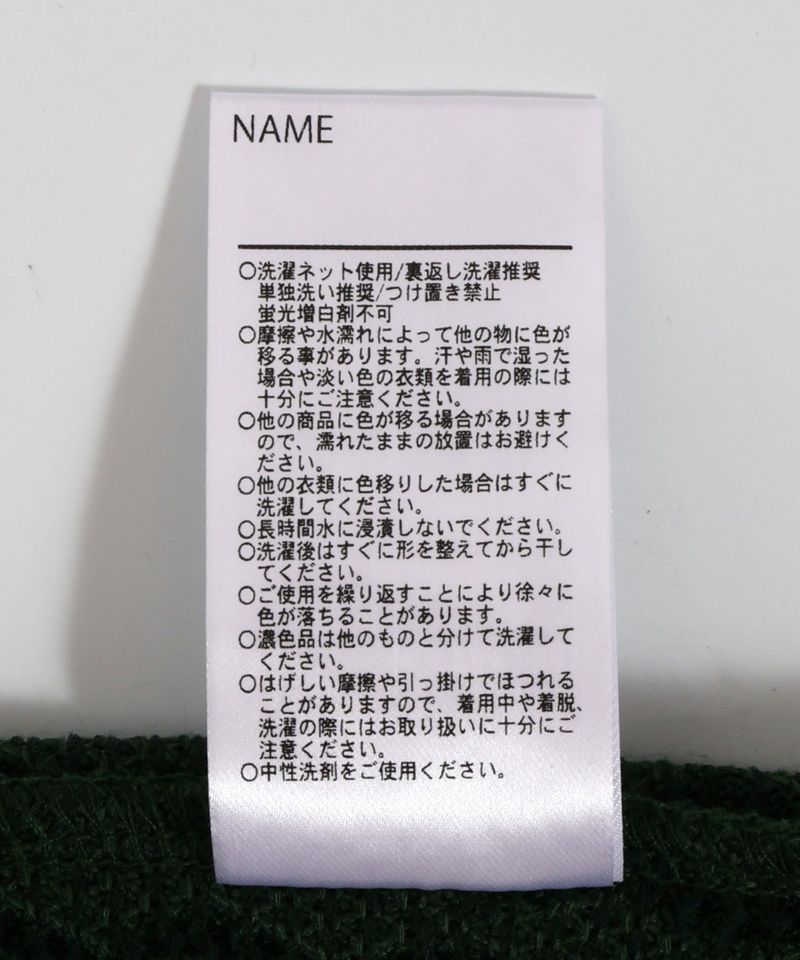 NAME
○洗濯ネット使用/裏返し洗濯推奨
単独洗い推奨/つけ置き禁止
蛍光増白剤不可
○摩擦や水濡れによって他の物に色が
移る事があります。汗や雨で湿った
場合や淡い色の衣類を着用の際には
十分にご注意ください。
○他の商品に色が移る場合があります
ので、濡れたままの放置はお避けく
ださい。
○他の衣類に色移りした場合はすぐに
洗濯してください。
○長時間水に浸漬しないでください。
○洗濯後はすぐに形を整えてから干し
てください。
○ご使用を繰り返すことにより徐々に
色が落ちることがあります。
○濃色品は他のものと分けて洗濯して
ください。
○はげしい摩擦や引っ掛けでほつれる
ことがありますので、着用中や着脱、
洗濯の際にはお取り扱いに十分にご
注意ください。
○中性洗剤をご使用ください。